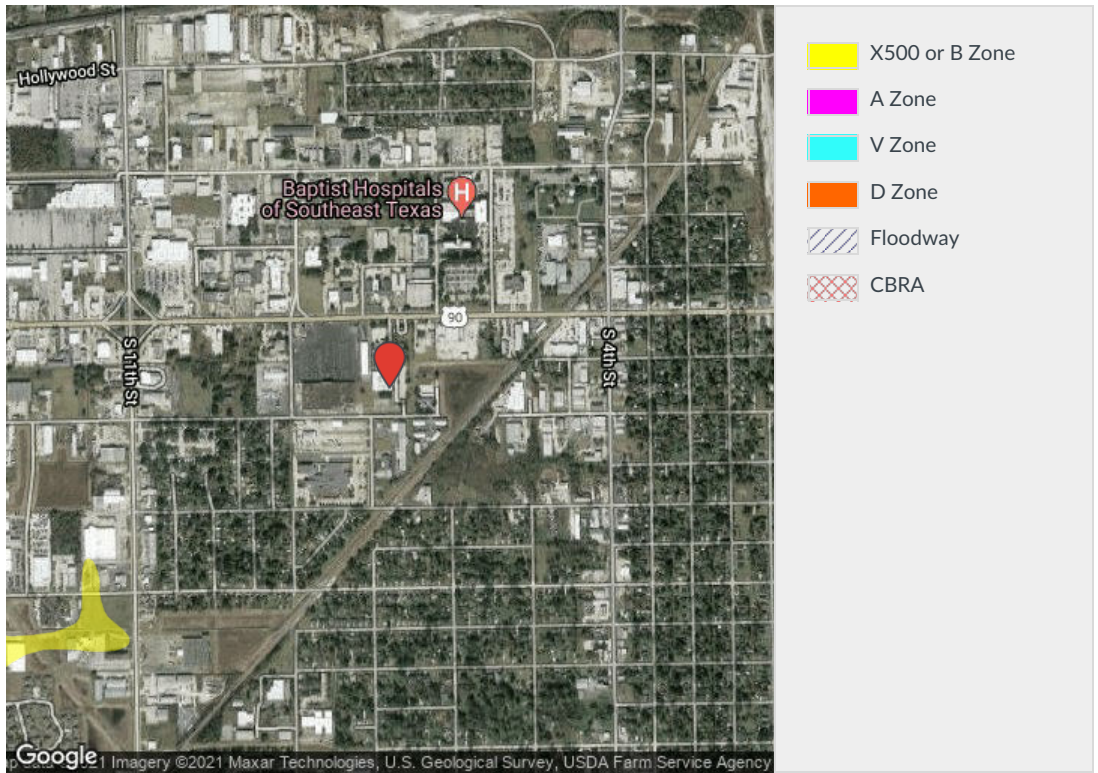 Hollywood St
Baptist Hospitals
of Southeast Texas
H
90
S 11th St
S 4th St
Google
Imagery ©2021 Maxar Technologies, U.S. Geological Survey, USDA Farm Service Agency
X500 or B Zone
A Zone
V Zone
D Zone
Floodway
CBRA